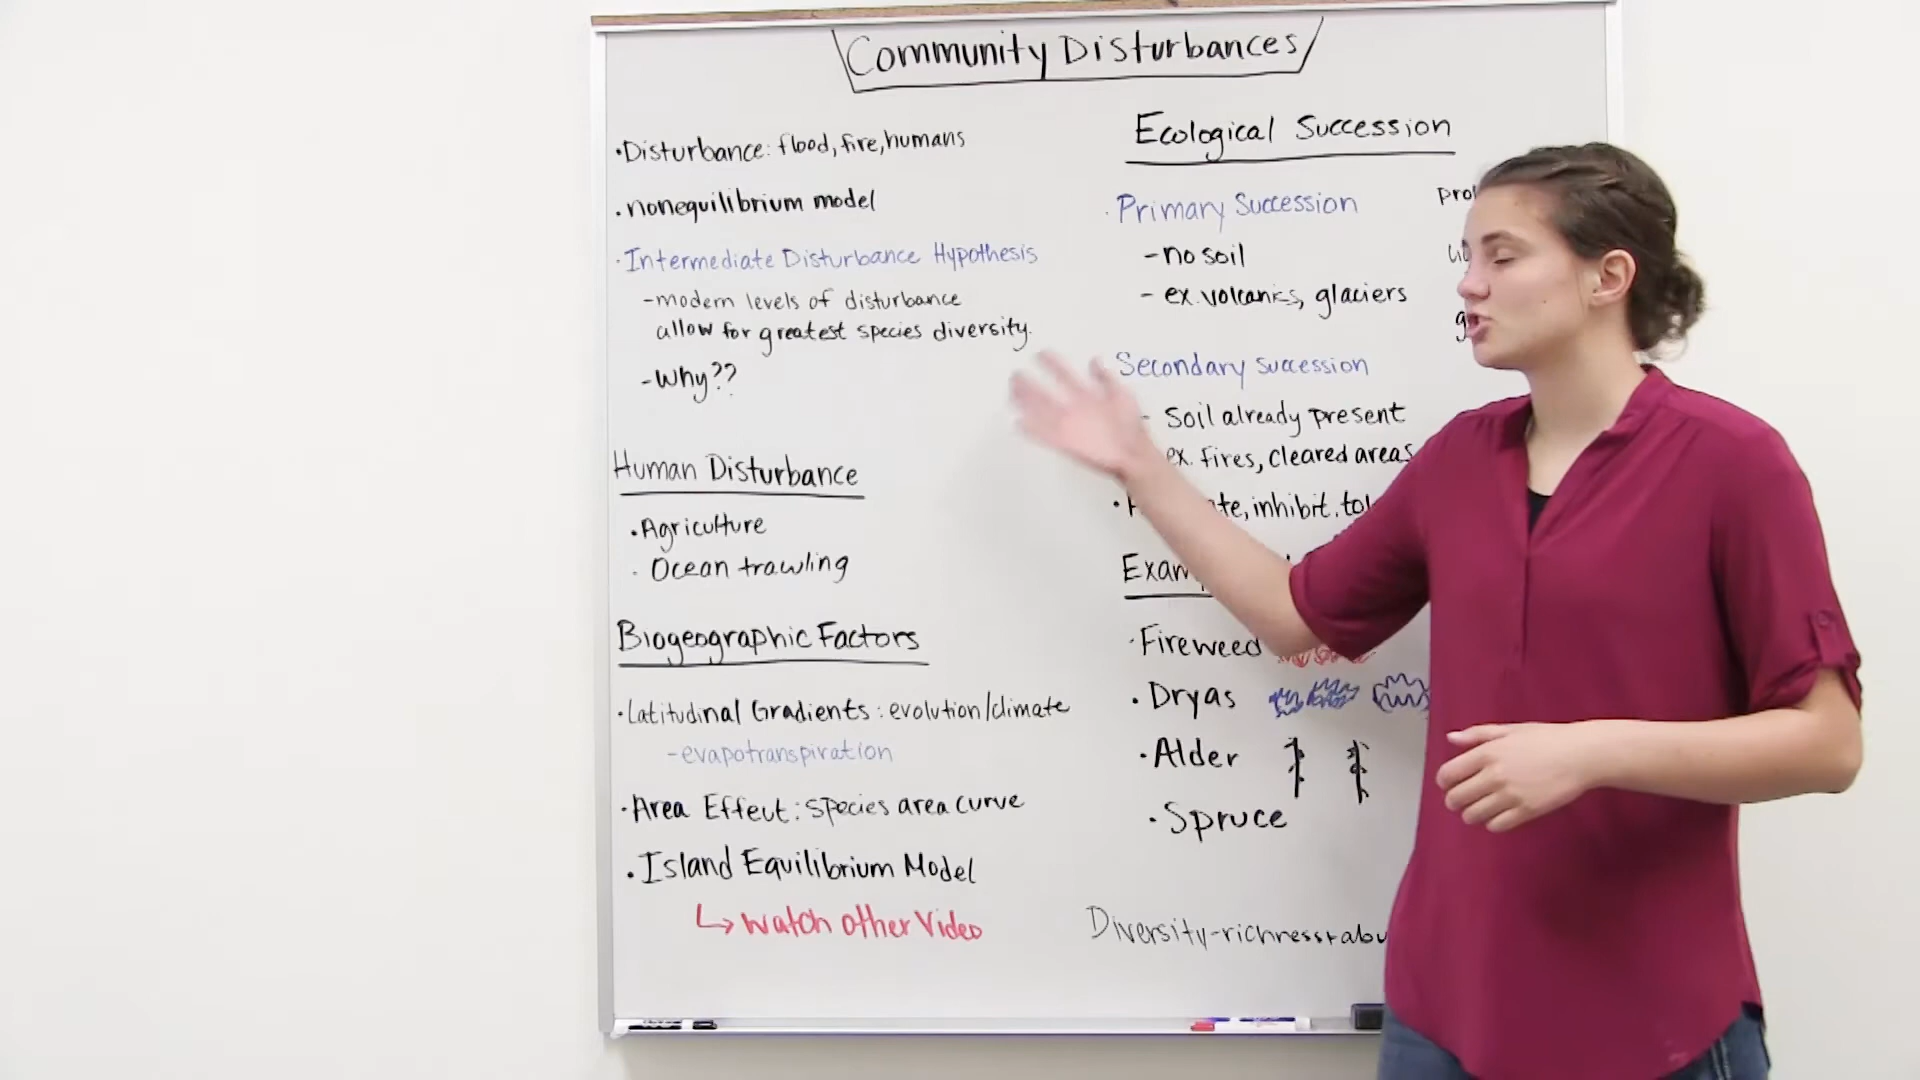 Community Disturbances
·Disturbance: flood, fire, humans
·nonequilibrium model
·Intermediate Disturbance Hypothesis
-modern levels of disturbance
allow for greatest species diversity.
-Why??
Human Disturbance
·Agriculture
·Ocean trawling
Biogeographic Factors
·Latitudinal Gradients: evolution/climate
-evapotranspiration
·Area Effect: species area curve
·Island Equilibrium Model
↳ watch other Video
Ecological Succession
·Primary Succession
-no soil
- ex. volcanics, glaciers
Secondary Succession
- Soil already present
ex. fires, cleared areas
inhibit.
·Fireweed
·Dryas
·Alder
·Spruce
Diversity-richness+